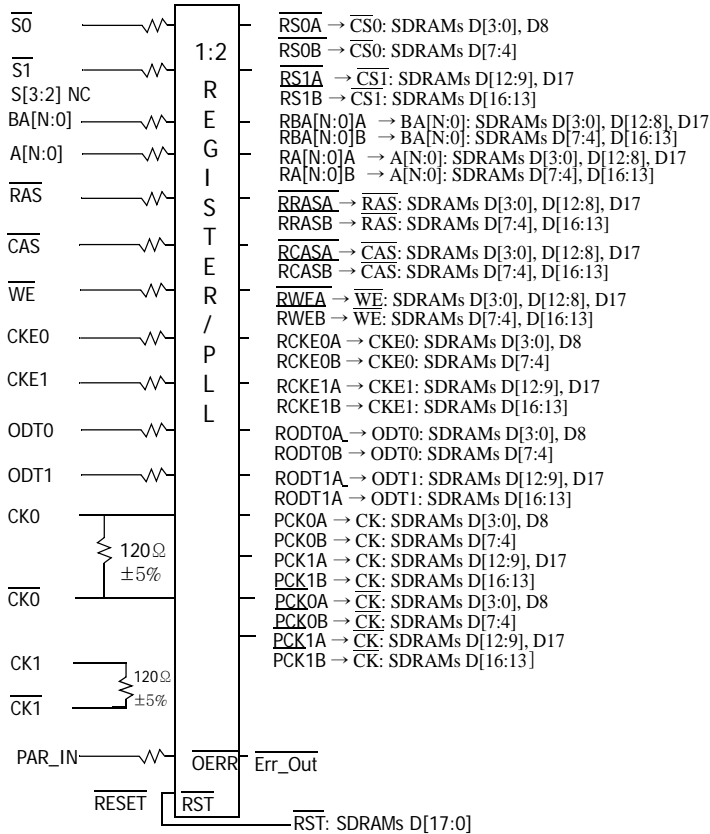 S0
S1
S[3:2] NC
BA[N:0]
A[N:0]
RAS
CAS
WE
CKE0
CKE1
ODT0
ODT1
CK0
120Ω
±5%
CK0
CK1
120Ω
±5%
CK1
PAR_IN
RESET
1:2
R
E
G
I
S
T
E
R
/
P
L
L
OERR
RST
RS0A → CS0: SDRAMs D[3:0], D8
RS0B → CS0: SDRAMs D[7:4]
RS1A → CS1: SDRAMs D[12:9], D17
RS1B → CS1: SDRAMs D[16:13]
RBA[N:0]A → BA[N:0]: SDRAMs D[3:0], D[12:8], D17
RBA[N:0]B → BA[N:0]: SDRAMs D[7:4], D[16:13]
RA[N:0]A → A[N:0]: SDRAMs D[3:0], D[12:8], D17
RA[N:0]B → A[N:0]: SDRAMs D[7:4], D[16:13]
RRASA → RAS: SDRAMs D[3:0], D[12:8], D17
RRASB → RAS: SDRAMs D[7:4], D[16:13]
RCASA → CAS: SDRAMs D[3:0], D[12:8], D17
RCASB → CAS: SDRAMs D[7:4], D[16:13]
RWEA → WE: SDRAMs D[3:0], D[12:8], D17
RWEB → WE: SDRAMs D[7:4], D[16:13]
RCKE0A → CKE0: SDRAMs D[3:0], D8
RCKE0B → CKE0: SDRAMs D[7:4]
RCKE1A → CKE1: SDRAMs D[12:9], D17
RCKE1B → CKE1: SDRAMs D[16:13]
RODT0A → ODT0: SDRAMs D[3:0], D8
RODT0B → ODT0: SDRAMs D[7:4]
RODT1A → ODT1: SDRAMs D[12:9], D17
RODT1A → ODT1: SDRAMs D[16:13]
PCK0A → CK: SDRAMs D[3:0], D8
PCK0B → CK: SDRAMs D[7:4]
PCK1A → CK: SDRAMs D[12:9], D17
PCK1B → CK: SDRAMs D[16:13]
PCK0A → CK: SDRAMs D[3:0], D8
PCK0B → CK: SDRAMs D[7:4]
PCK1A → CK: SDRAMs D[12:9], D17
PCK1B → CK: SDRAMs D[16:13]
Err_Out
RST: SDRAMs D[17:0]